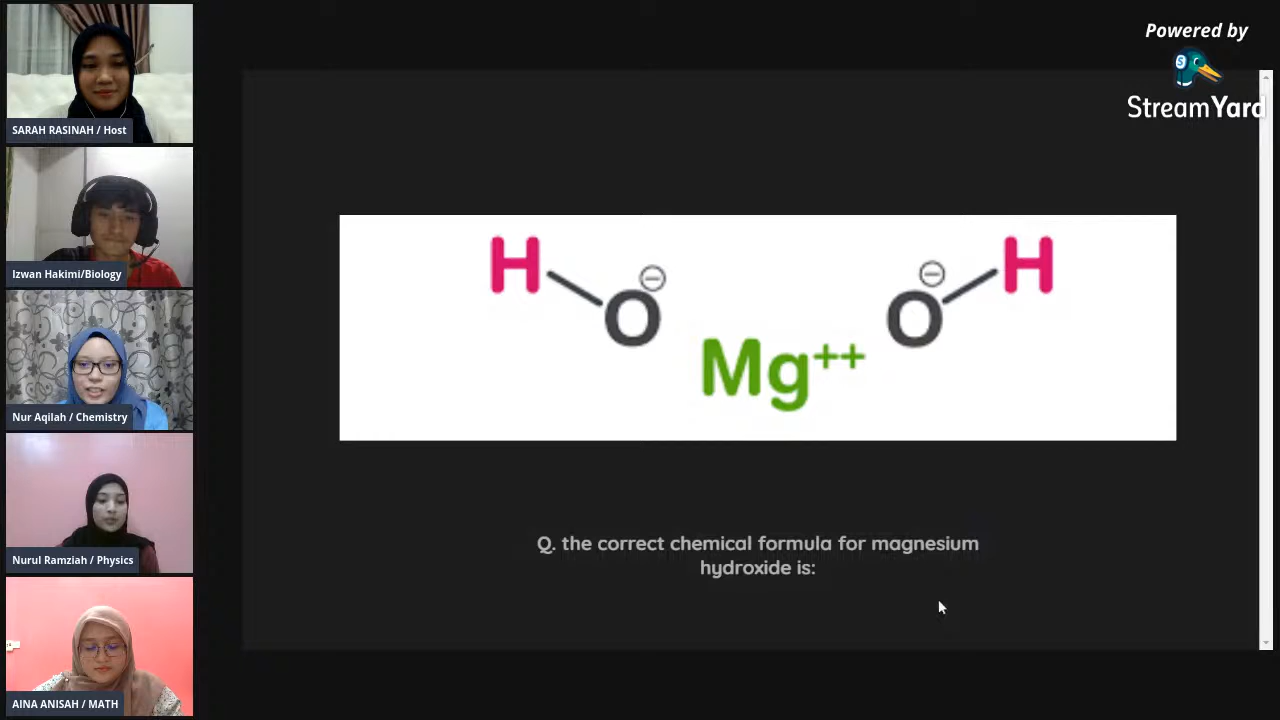 Powered by
StreamYard
SARAH RASINAH / Host
Izwan Hakimi/Biology
Nur Aqilah / Chemistry
Nurul Ramziah / Physics
AINA ANISAH / MATH
H
O
⊖
Mg++
O
⊖
H
Q. the correct chemical formula for magnesium
hydroxide is: